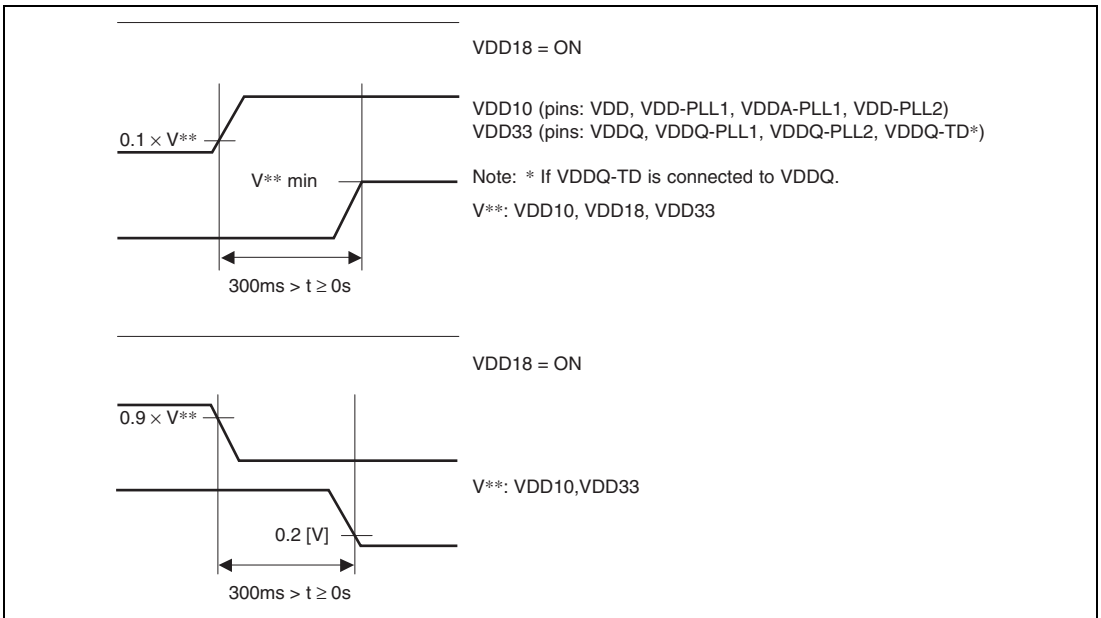 VDD18 = ON
VDD10 (pins: VDD, VDD-PLL1, VDDA-PLL1, VDD-PLL2)
VDD33 (pins: VDDQ, VDDQ-PLL1, VDDQ-PLL2, VDDQ-TD*)
0.1 × V**
V** min
Note: * If VDDQ-TD is connected to VDDQ.
V**: VDD10, VDD18, VDD33
300ms > t ≥ 0s
VDD18 = ON
0.9 × V**
V**: VDD10,VDD33
0.2 [V]
300ms > t ≥ 0s